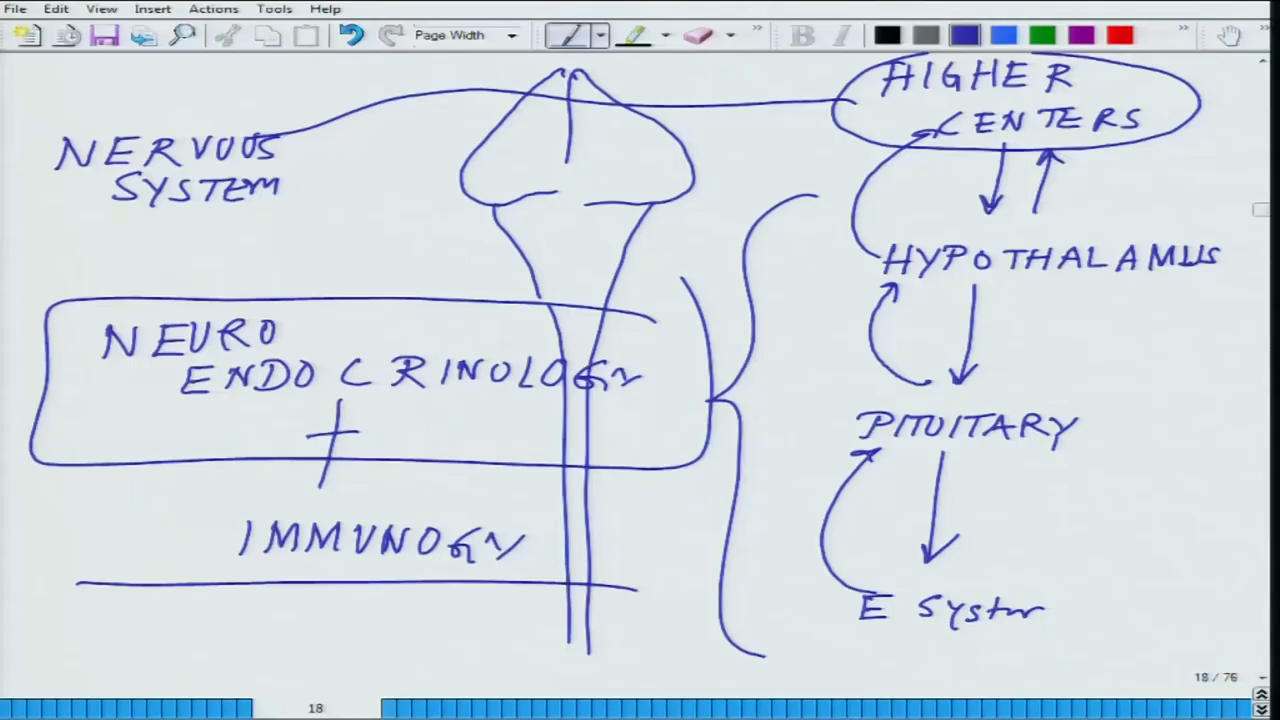 File Edit View Insert Actions Tools Help
Page Width
B I
HIGHER
CENTERS
NERVOUS
SYSTEM
HYPOTHALAMUS
NEURO
ENDOCRINOLOGY
+
PITUITARY
IMMUNOGY
E System
18 / 76
18